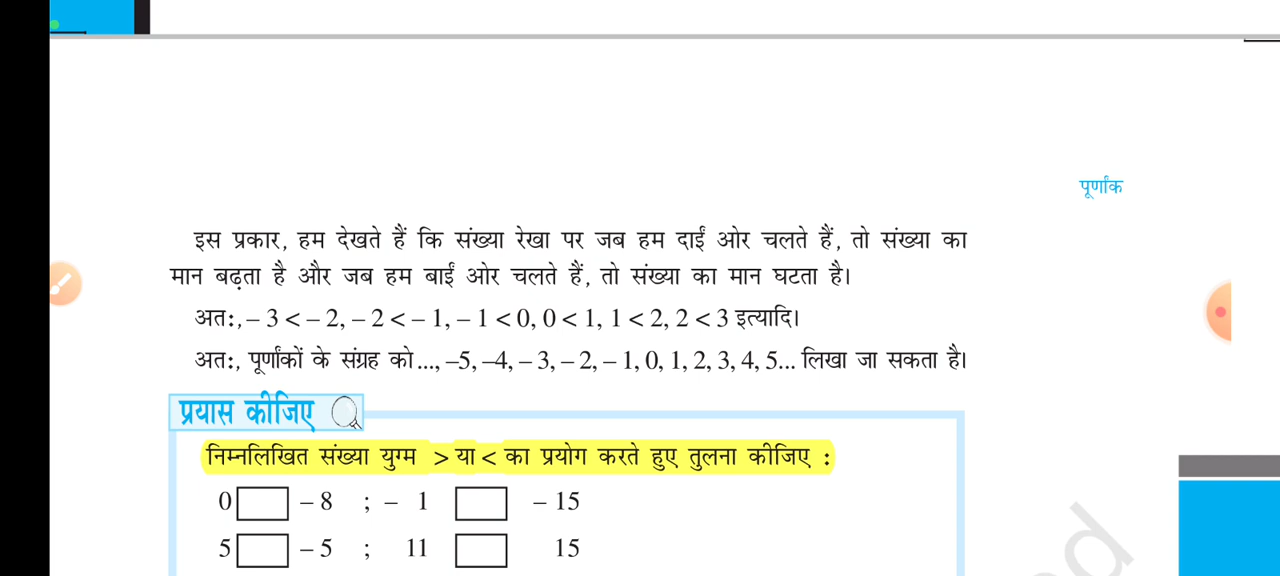 पूर्णांक
इस प्रकार, हम देखते हैं कि संख्या रेखा पर जब हम दाईं ओर चलते हैं, तो संख्या का
मान बढ़ता है और जब हम बाईं ओर चलते हैं, तो संख्या का मान घटता है।
अतः, – 3 < – 2, – 2 < – 1, – 1 < 0, 0 < 1, 1 < 2, 2 < 3 इत्यादि।
अतः, पूर्णांकों के संग्रह को ..., –5, –4, – 3, – 2, – 1, 0, 1, 2, 3, 4, 5... लिखा जा सकता है।
प्रयास कीजिए
निम्नलिखित संख्या युग्म > या < का प्रयोग करते हुए तुलना कीजिए :
0 □ – 8 ; – 1 □ – 15
5 □ – 5 ; 11 □ 15